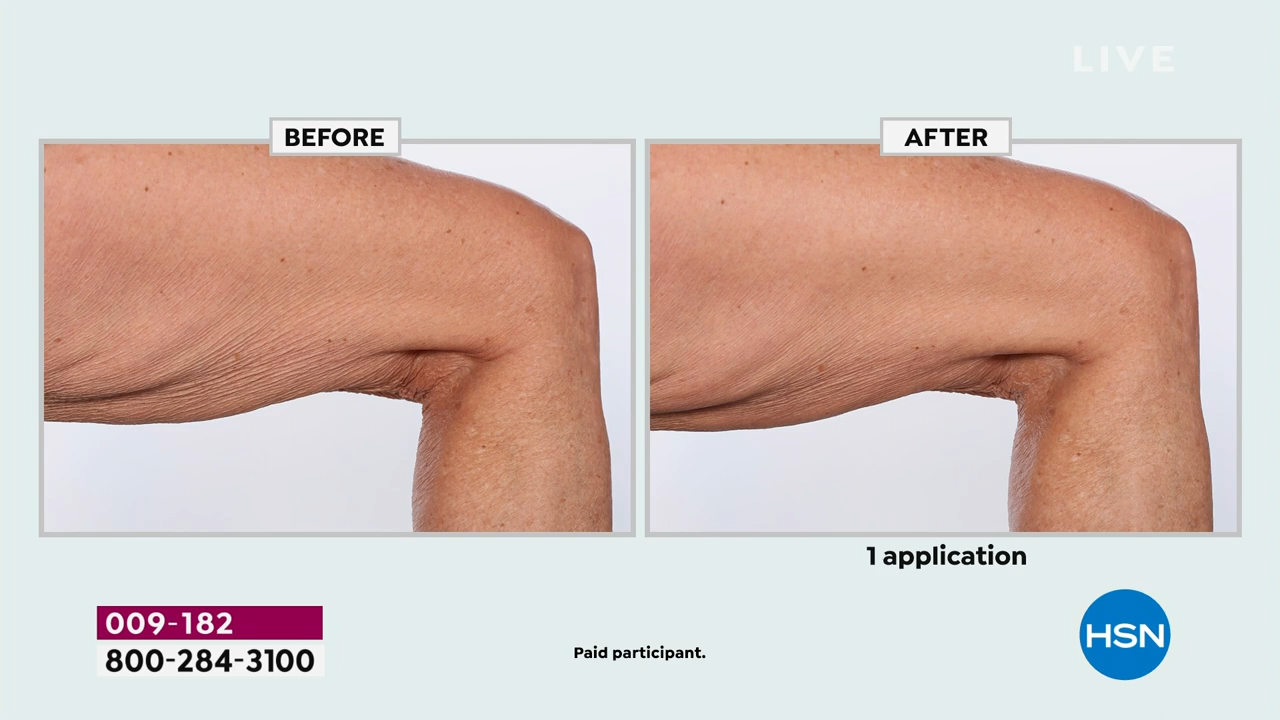 LIVE
BEFORE
AFTER
1 application
009-182
800-284-3100
Paid participant.
HSN